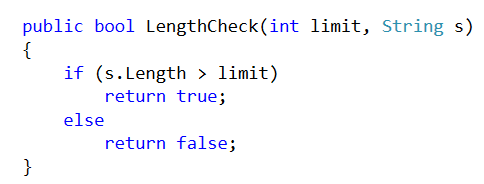 public bool LengthCheck(int limit, String s)
{
    if (s.Length > limit)
        return true;
    else
        return false;
}